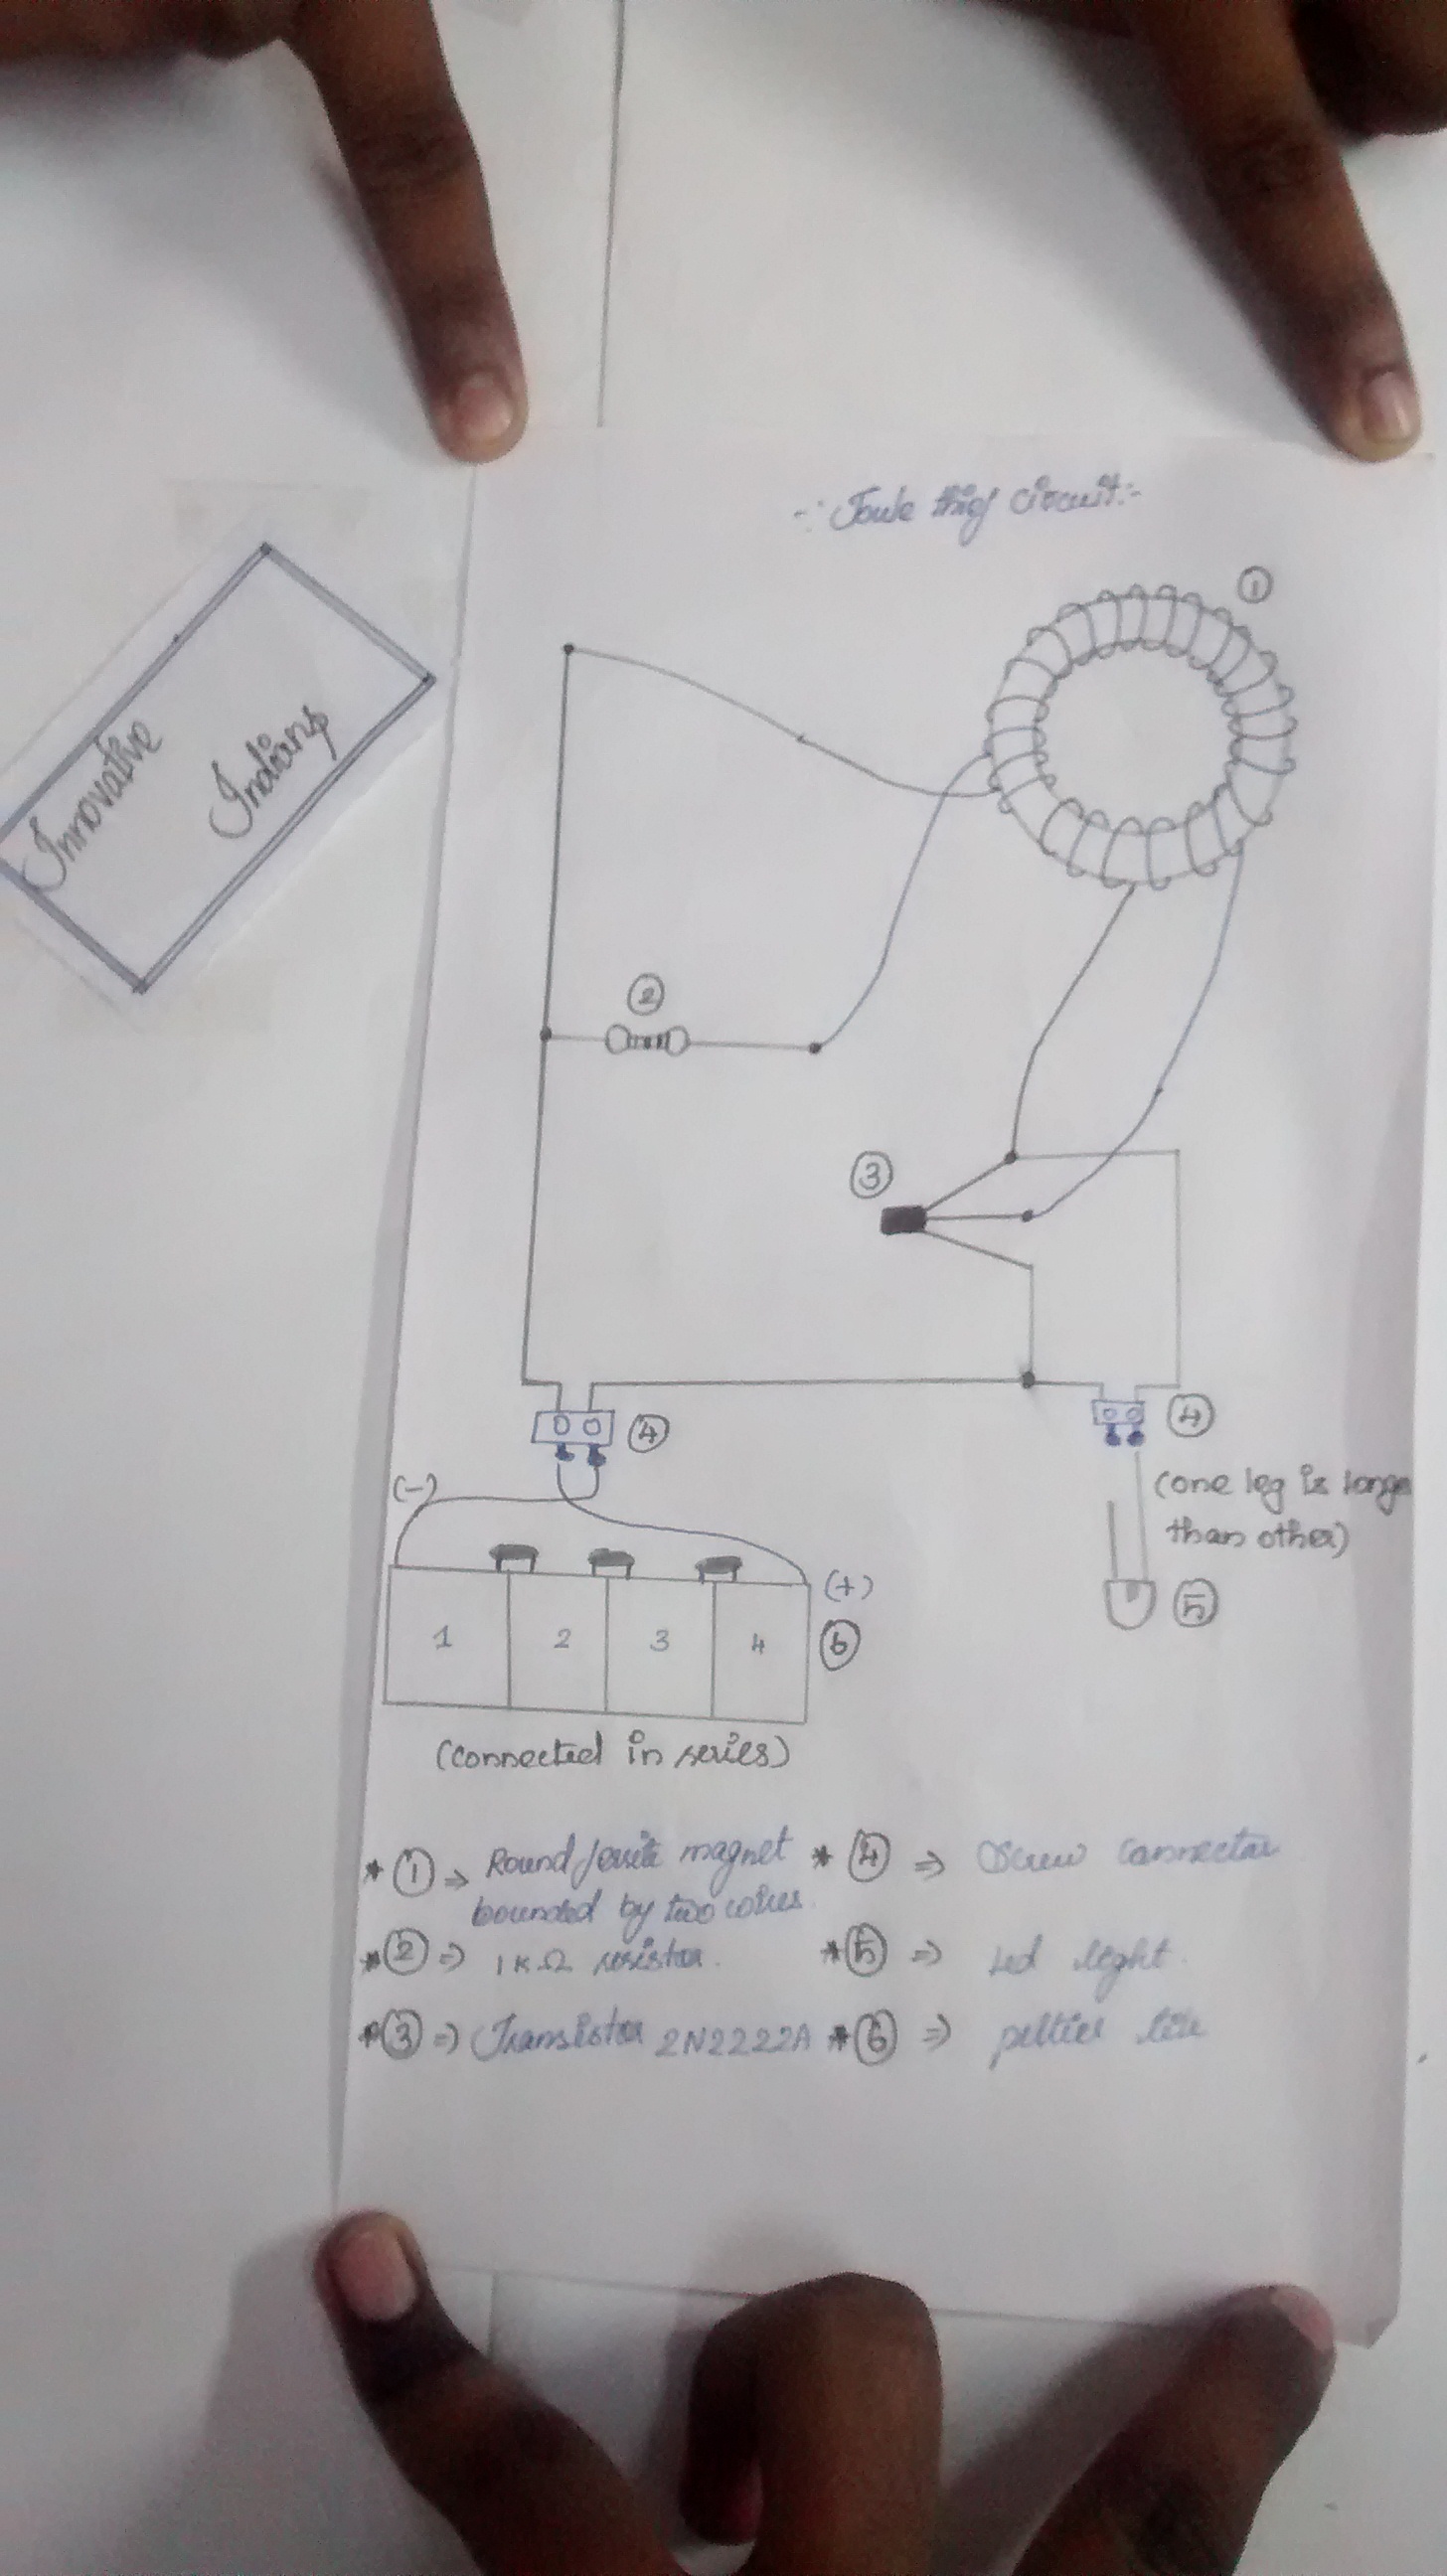 -: Joule thief circuit:-
Innovative
Indians
1
2
3
4
4
(-)
(one leg is longer
than other)
(+)
5
1 2 3 4
6
(connected in series)
* 1 => Round ferrite magnet
bounded by two coires.
* 4 => Screw connector
* 2 => 1KΩ resistor.
* 5 => Led light.
* 3 => Transistor 2N2222A
* 6 => peltier